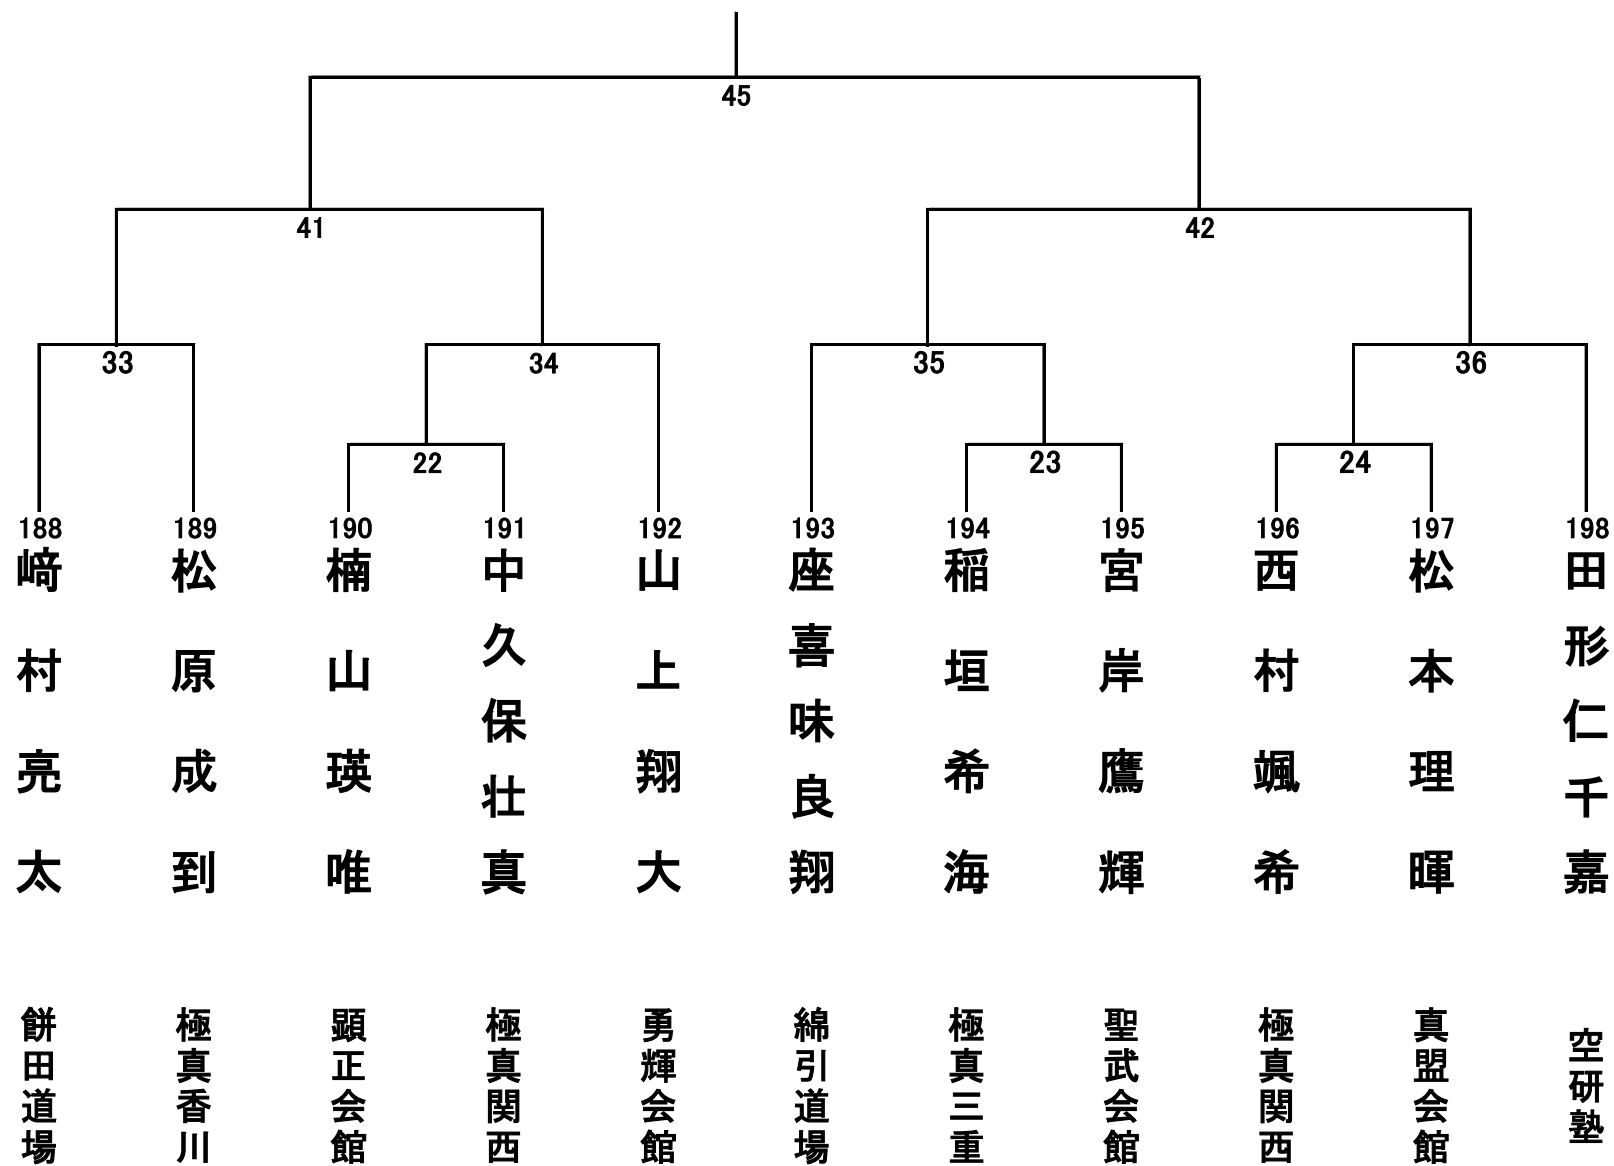 45
41
42
33
34
35
36
22
23
24
188
189
190
191
192
193
194
195
196
197
198
﨑村亮太
松原成到
楠山瑛唯
中久保壮真
山上翔大
座喜味良翔
稲垣希海
宮岸鷹輝
西村颯希
松本理暉
田形仁千嘉
餅田道場
極真香川
顕正会館
極真関西
勇輝会館
綿引道場
極真三重
聖武会館
極真関西
真盟会館
空研塾